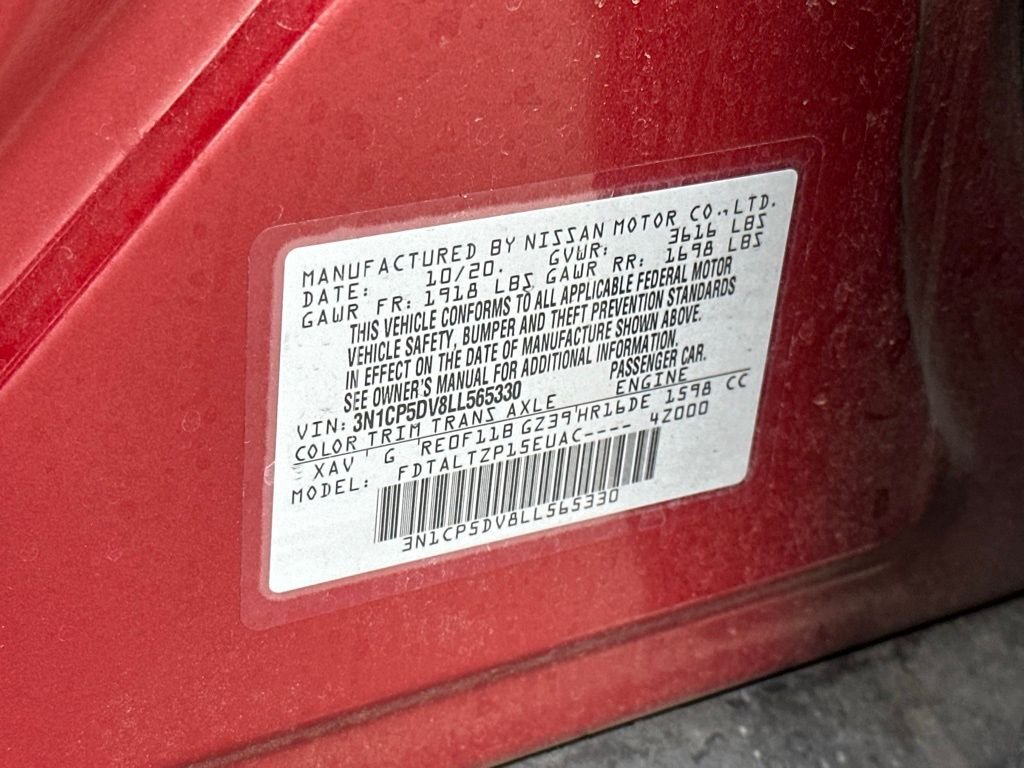 MANUFACTURED BY NISSAN MOTOR CO.,LTD.
DATE: 10/20. GVWR: 3616 LBS
GAWR FR: 1918 LBS GAWR RR: 1698 LBS
THIS VEHICLE CONFORMS TO ALL APPLICABLE FEDERAL MOTOR
VEHICLE SAFETY, BUMPER AND THEFT PREVENTION STANDARDS
IN EFFECT ON THE DATE OF MANUFACTURE SHOWN ABOVE.
SEE OWNER'S MANUAL FOR ADDITIONAL INFORMATION.
VIN: 3N1CP5DV8LL565330 PASSENGER CAR.
COLOR TRIM TRANS AXLE ENGINE
XAV ' G RE0F11B GZ39'HR16DE 1598 CC
MODEL: FDTALTZP15EUAC---- 4Z000
3N1CP5DV8LL565330